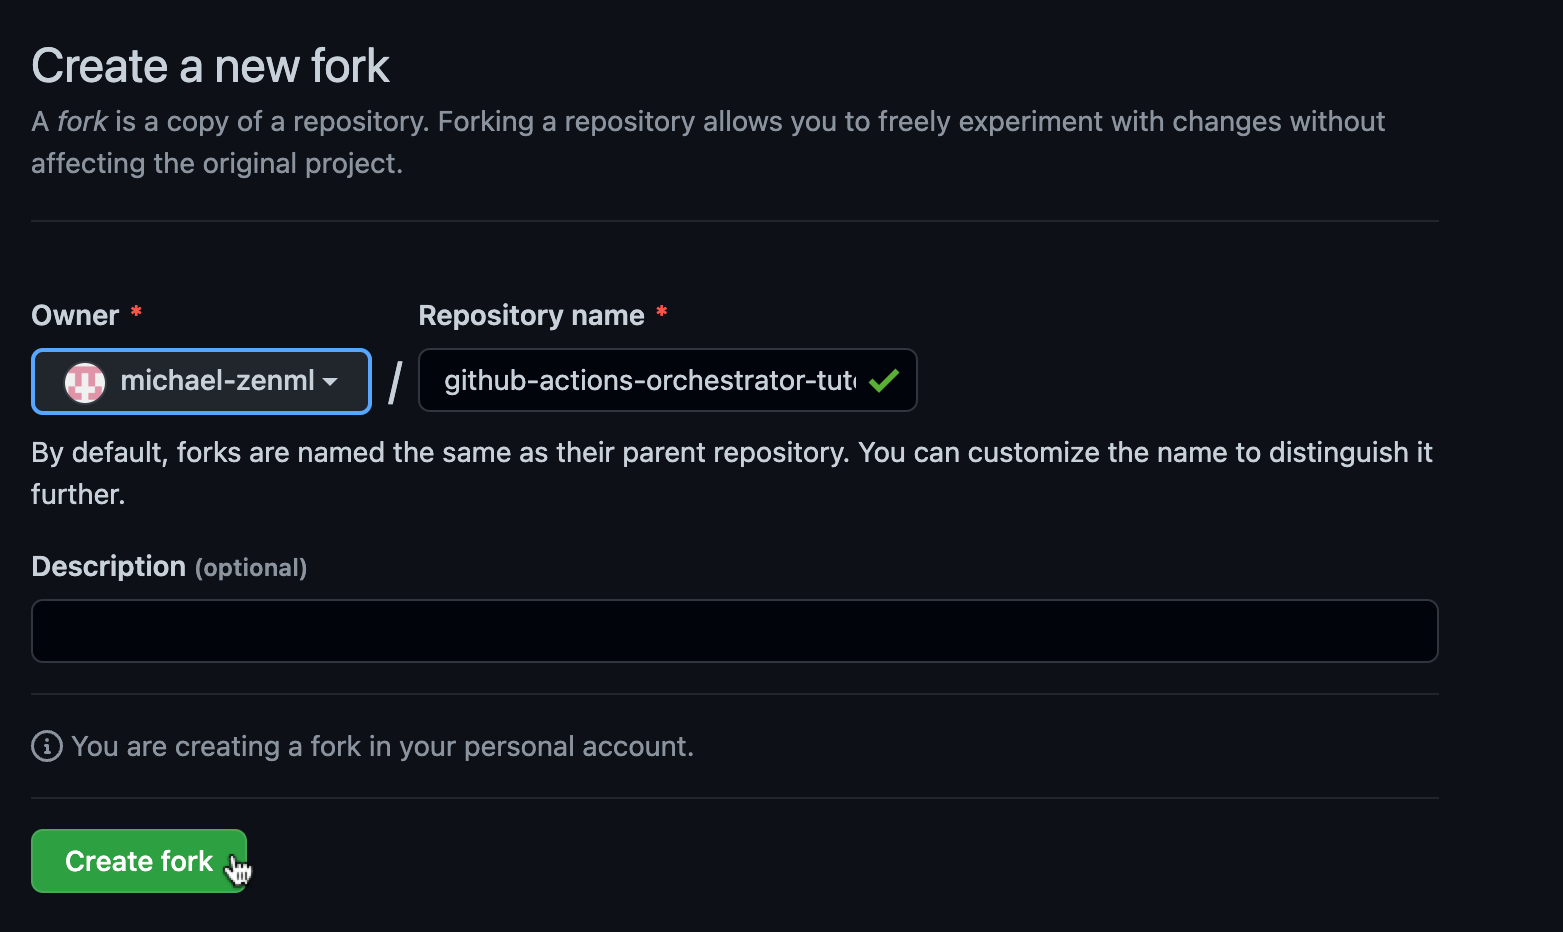 Create a new fork
A fork is a copy of a repository. Forking a repository allows you to freely experiment with changes without
affecting the original project.
Owner * Repository name *
michael-zenml / github-actions-orchestrator-tut
By default, forks are named the same as their parent repository. You can customize the name to distinguish it
further.
Description (optional)
You are creating a fork in your personal account.
Create fork